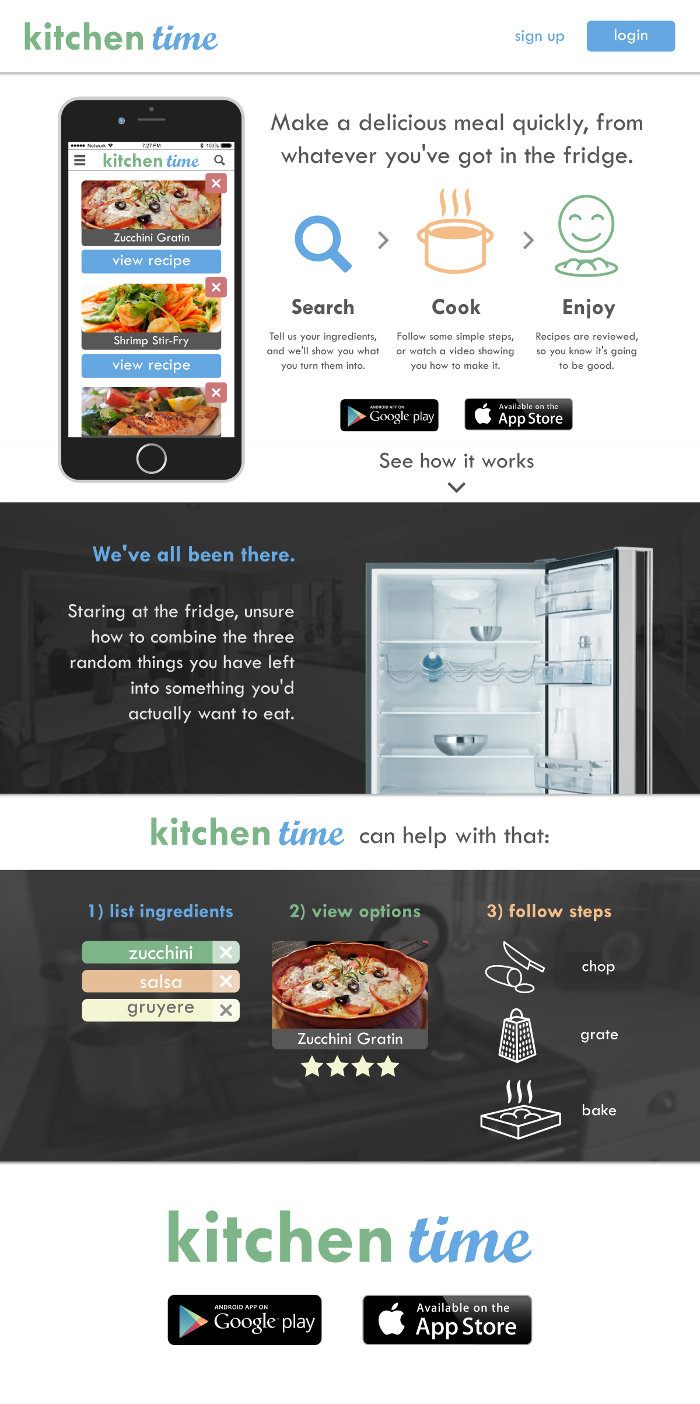 kitchen time
sign up
login
Network
7:27 PM
100%
kitchen time
Zucchini Gratin
view recipe
Shrimp Stir-Fry
view recipe
Make a delicious meal quickly, from
whatever you've got in the fridge.
Search
Cook
Enjoy
Tell us your ingredients,
and we'll show you what
you turn them into.
Follow some simple steps,
or watch a video showing
you how to make it.
Recipes are reviewed,
so you know it's going
to be good.
ANDROID APP ON
Google play
Available on the
App Store
See how it works
We've all been there.
Staring at the fridge, unsure
how to combine the three
random things you have left
into something you'd
actually want to eat.
kitchen time can help with that:
1) list ingredients
zucchini
salsa
gruyere
2) view options
Zucchini Gratin
3) follow steps
chop
grate
bake
kitchen time
ANDROID APP ON
Google play
Available on the
App Store